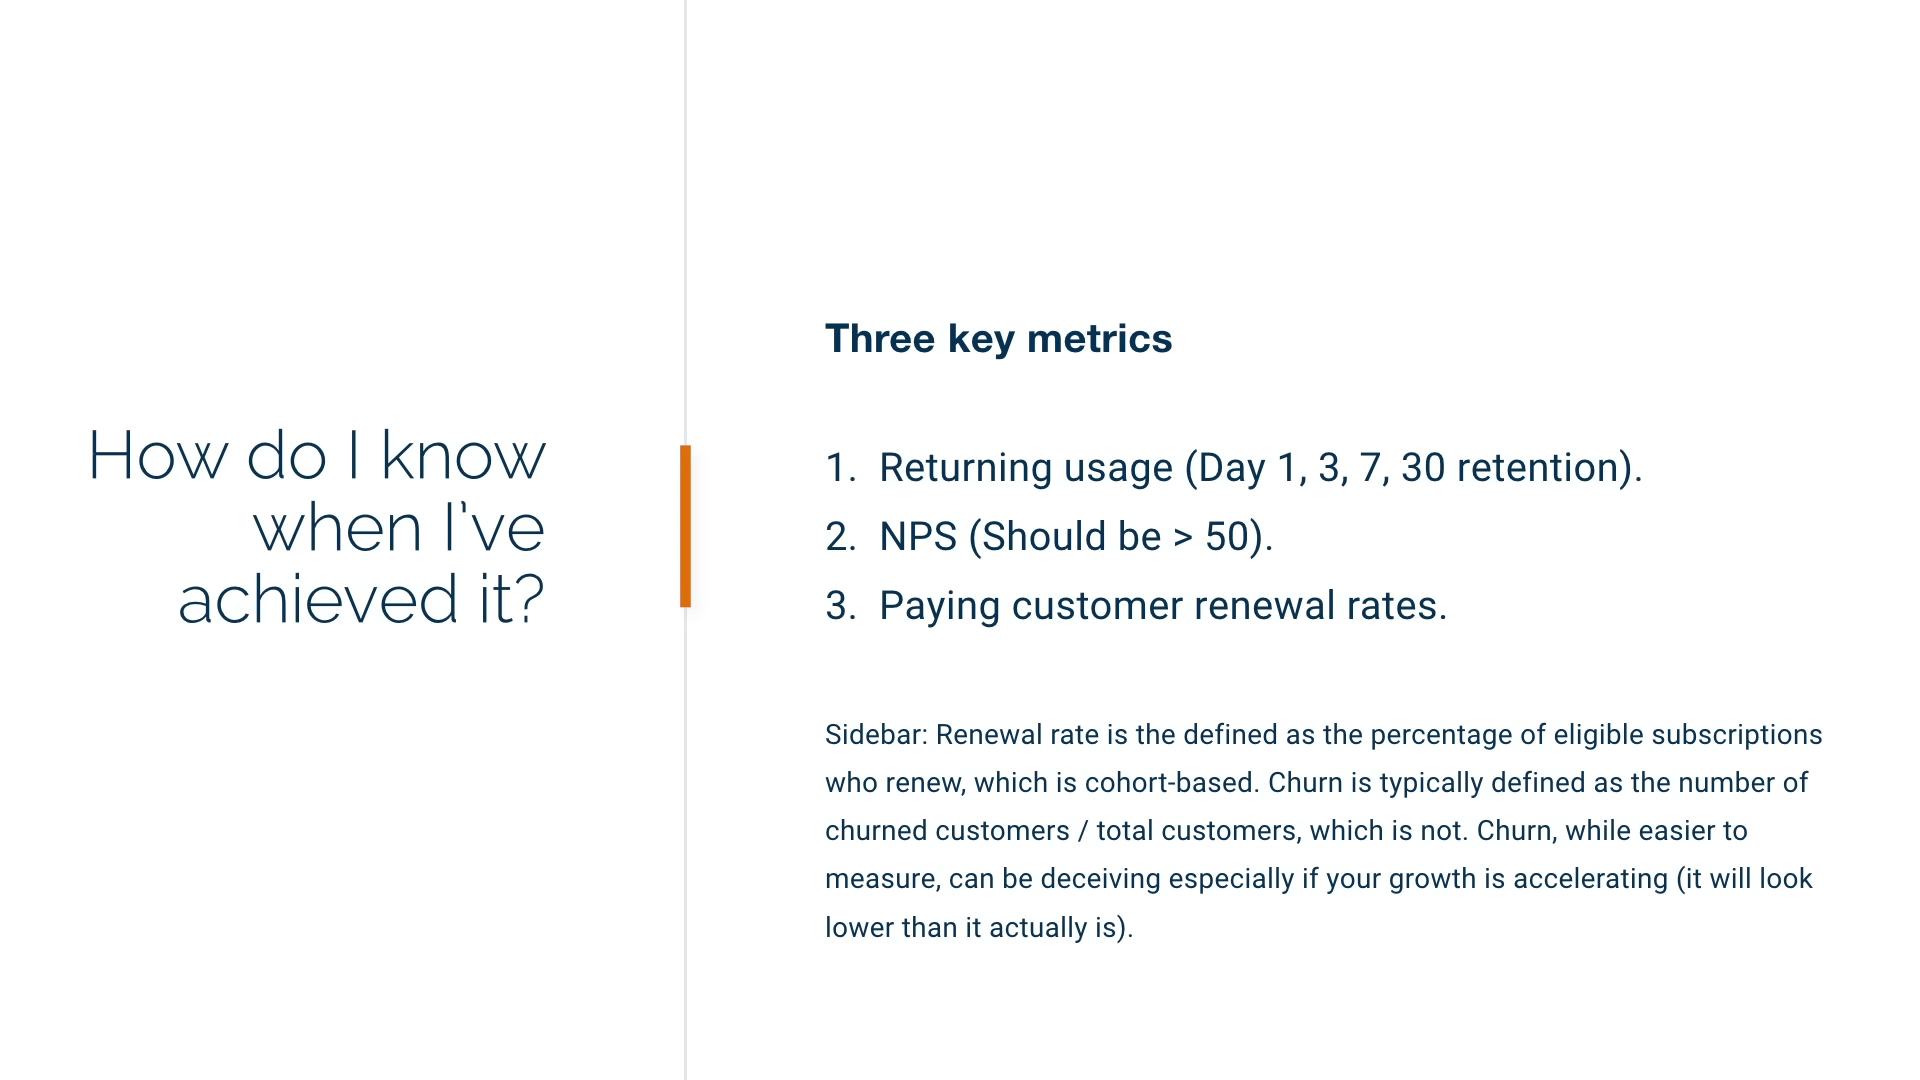 How do I know
when I've
achieved it?
Three key metrics
1. Returning usage (Day 1, 3, 7, 30 retention).
2. NPS (Should be > 50).
3. Paying customer renewal rates.
Sidebar: Renewal rate is the defined as the percentage of eligible subscriptions
who renew, which is cohort-based. Churn is typically defined as the number of
churned customers / total customers, which is not. Churn, while easier to
measure, can be deceiving especially if your growth is accelerating (it will look
lower than it actually is).